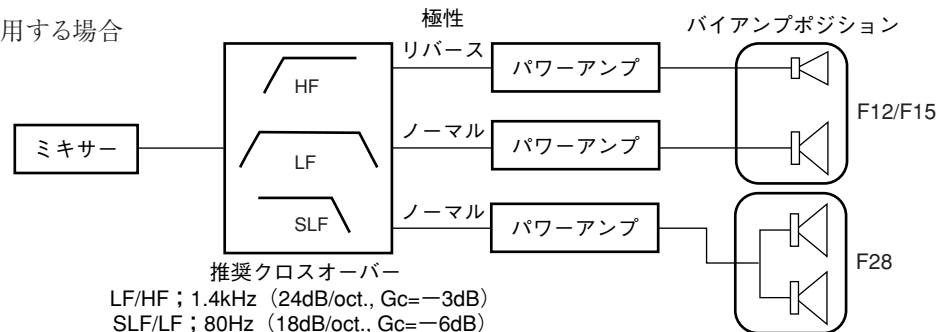 用する場合
極性
バイアンプポジション
リバース
パワーアンプ
HF
F12/F15
ミキサー
ノーマル
パワーアンプ
LF
ノーマル
パワーアンプ
SLF
F28
推奨クロスオーバー
LF/HF；1.4kHz（24dB/oct., Gc=－3dB）
SLF/LF；80Hz（18dB/oct., Gc=－6dB）